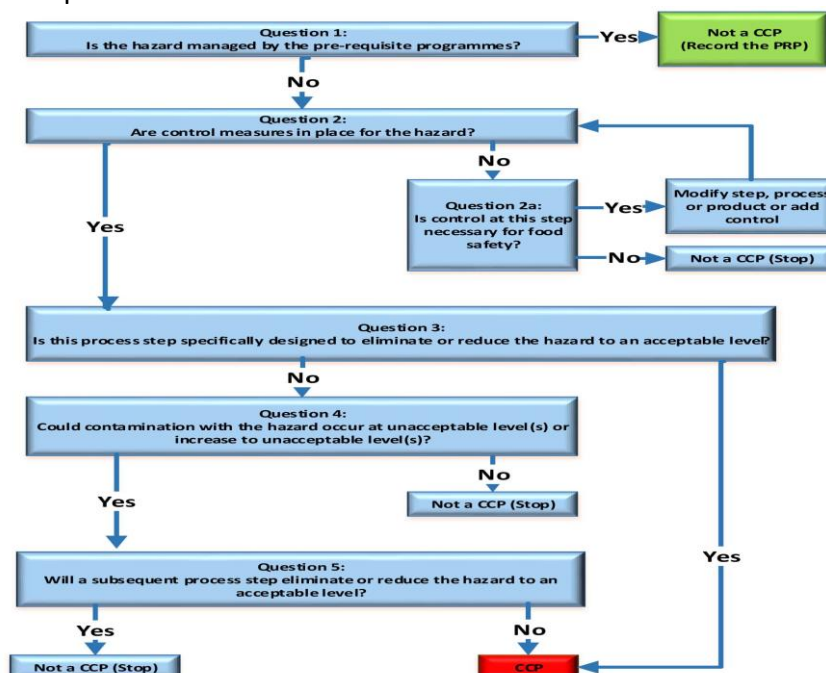 Question 1:
Is the hazard managed by the pre-requisite programmes?
Yes
Not a CCP
(Record the PRP)
No
Question 2:
Are control measures in place for the hazard?
No
Yes
Question 2a:
Is control at this step
necessary for food
safety?
Yes
Modify step, process
or product or add
control
No
Not a CCP (Stop)
Question 3:
Is this process step specifically designed to eliminate or reduce the hazard to an acceptable level?
No
Question 4:
Could contamination with the hazard occur at unacceptable level(s) or
increase to unacceptable level(s)?
Yes
No
Not a CCP (Stop)
Yes
Question 5:
Will a subsequent process step eliminate or reduce the hazard to an
acceptable level?
Yes
No
Not a CCP (Stop)
CCP